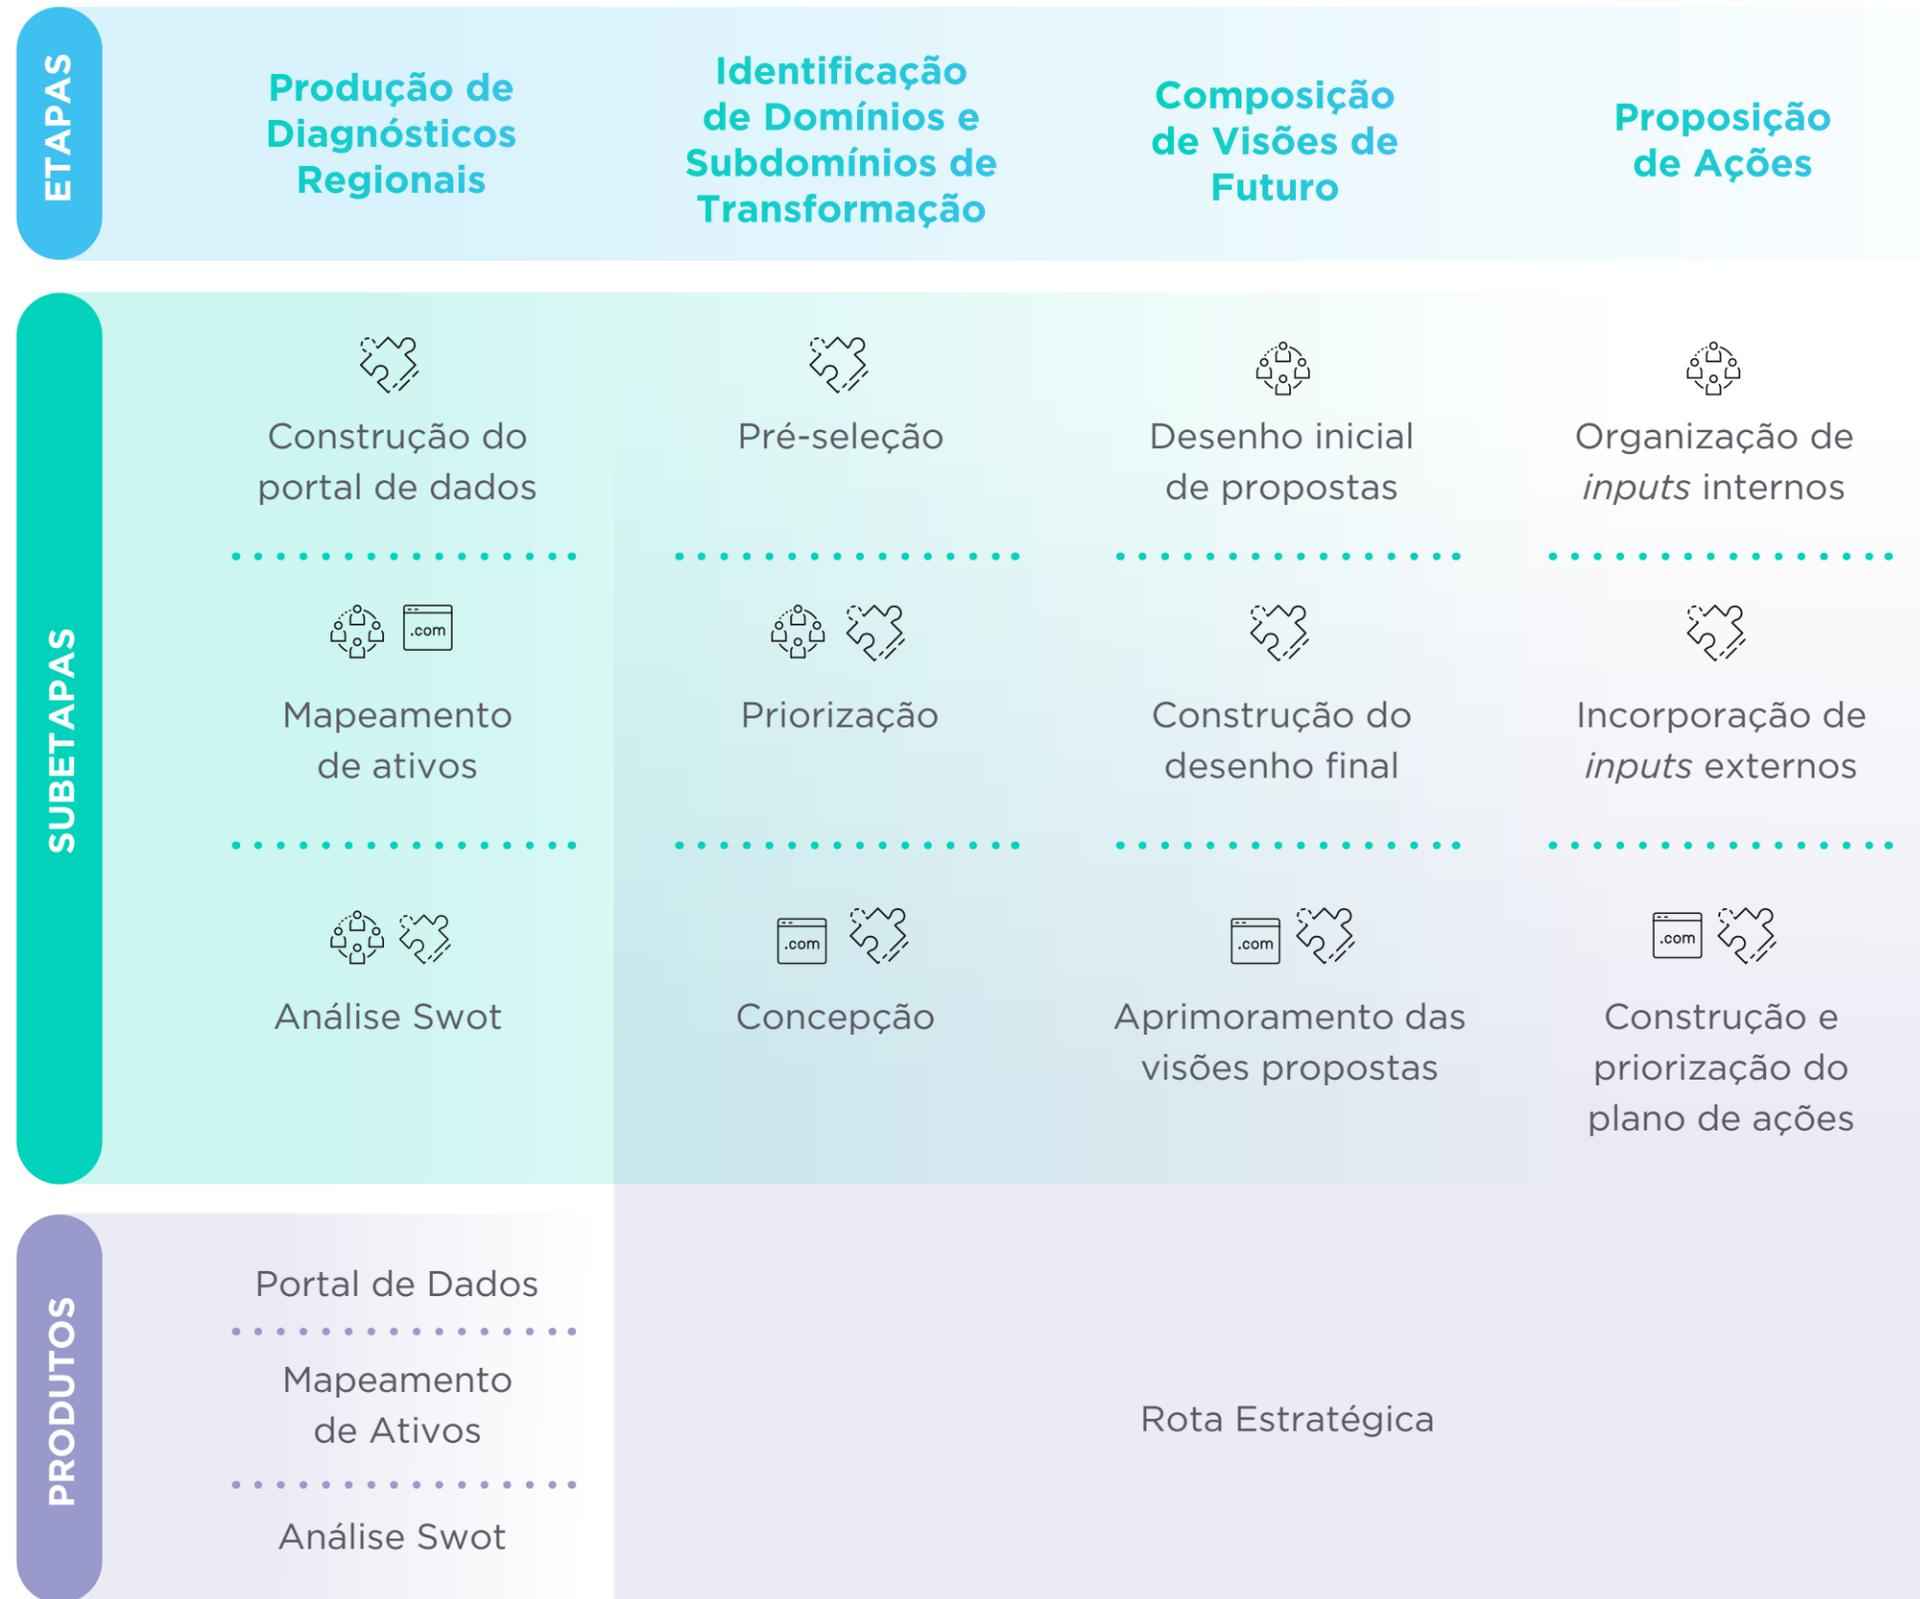 ETAPAS
Produção de
Diagnósticos
Regionais
Identificação
de Domínios e
Subdomínios de
Transformação
Composição
de Visões de
Futuro
Proposição
de Ações
SUBETAPAS
Construção do
portal de dados
Pré-seleção
Desenho inicial
de propostas
Organização de
inputs internos
.com
Mapeamento
de ativos
Priorização
Construção do
desenho final
Incorporação de
inputs externos
Análise Swot
.com
Concepção
.com
Aprimoramento das
visões propostas
.com
Construção e
priorização do
plano de ações
PRODUTOS
Portal de Dados
Mapeamento
de Ativos
Análise Swot
Rota Estratégica